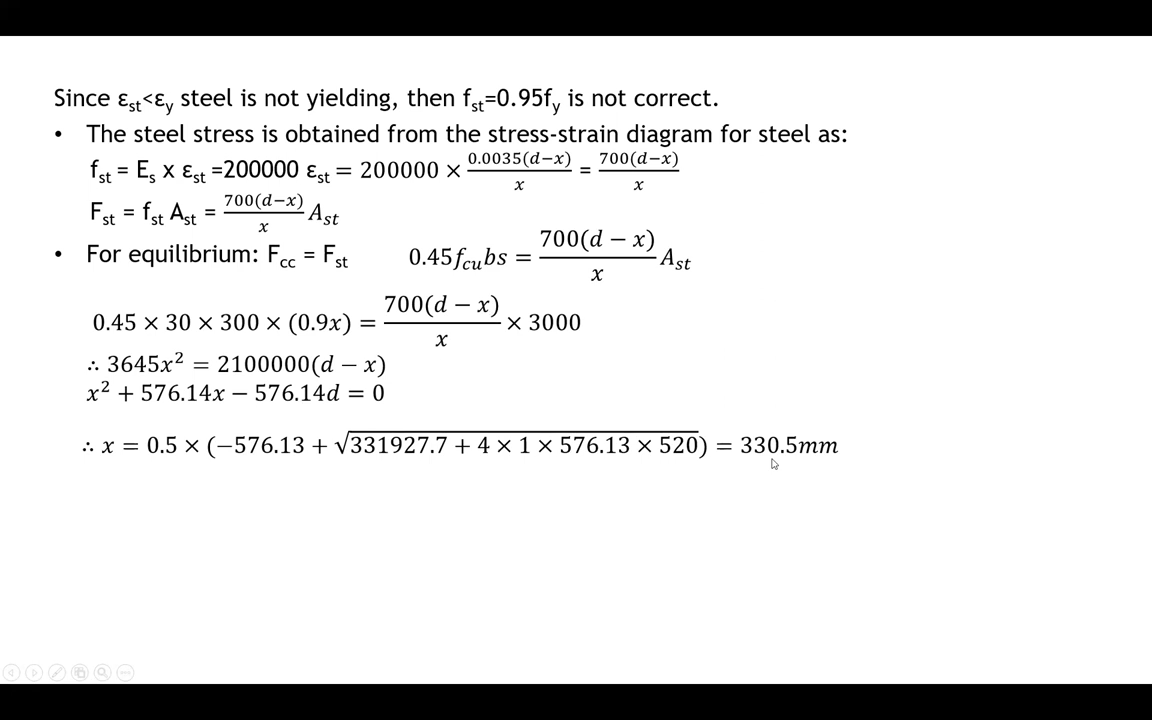 Since εst<εy steel is not yielding, then fst=0.95fy is not correct.
• The steel stress is obtained from the stress-strain diagram for steel as:
fst = Es x εst =200000 εst = 200000 × 0.0035(d−x)/x = 700(d−x)/x
Fst = fst Ast = 700(d−x)/x Ast
• For equilibrium: Fcc = Fst 0.45fcubs = 700(d − x)/x Ast
0.45 × 30 × 300 × (0.9x) = 700(d − x)/x × 3000
∴ 3645x² = 2100000(d − x)
x² + 576.14x − 576.14d = 0
∴ x = 0.5 × (−576.13 + √331927.7 + 4 × 1 × 576.13 × 520) = 330.5mm